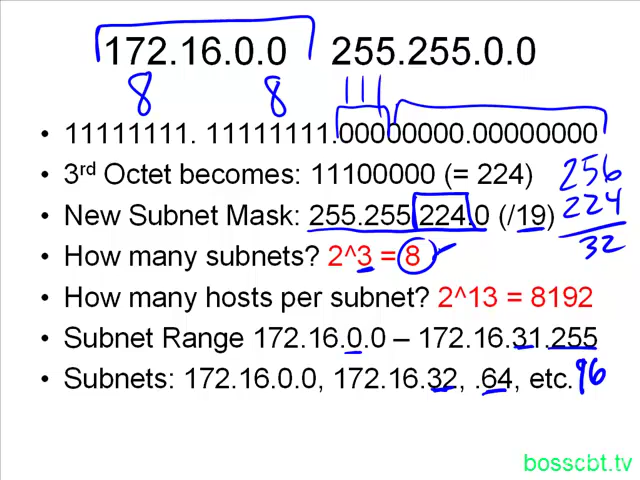 172.16.0.0 255.255.0.0
8 8 111
• 11111111. 11111111.00000000.00000000
• 3rd Octet becomes: 11100000 (= 224)
256
• New Subnet Mask: 255.255.224.0 (/19)
224
• How many subnets? 2^3 = 8
32
• How many hosts per subnet? 2^13 = 8192
• Subnet Range 172.16.0.0 – 172.16.31.255
• Subnets: 172.16.0.0, 172.16.32, .64, etc. 96
bosscbt.tv